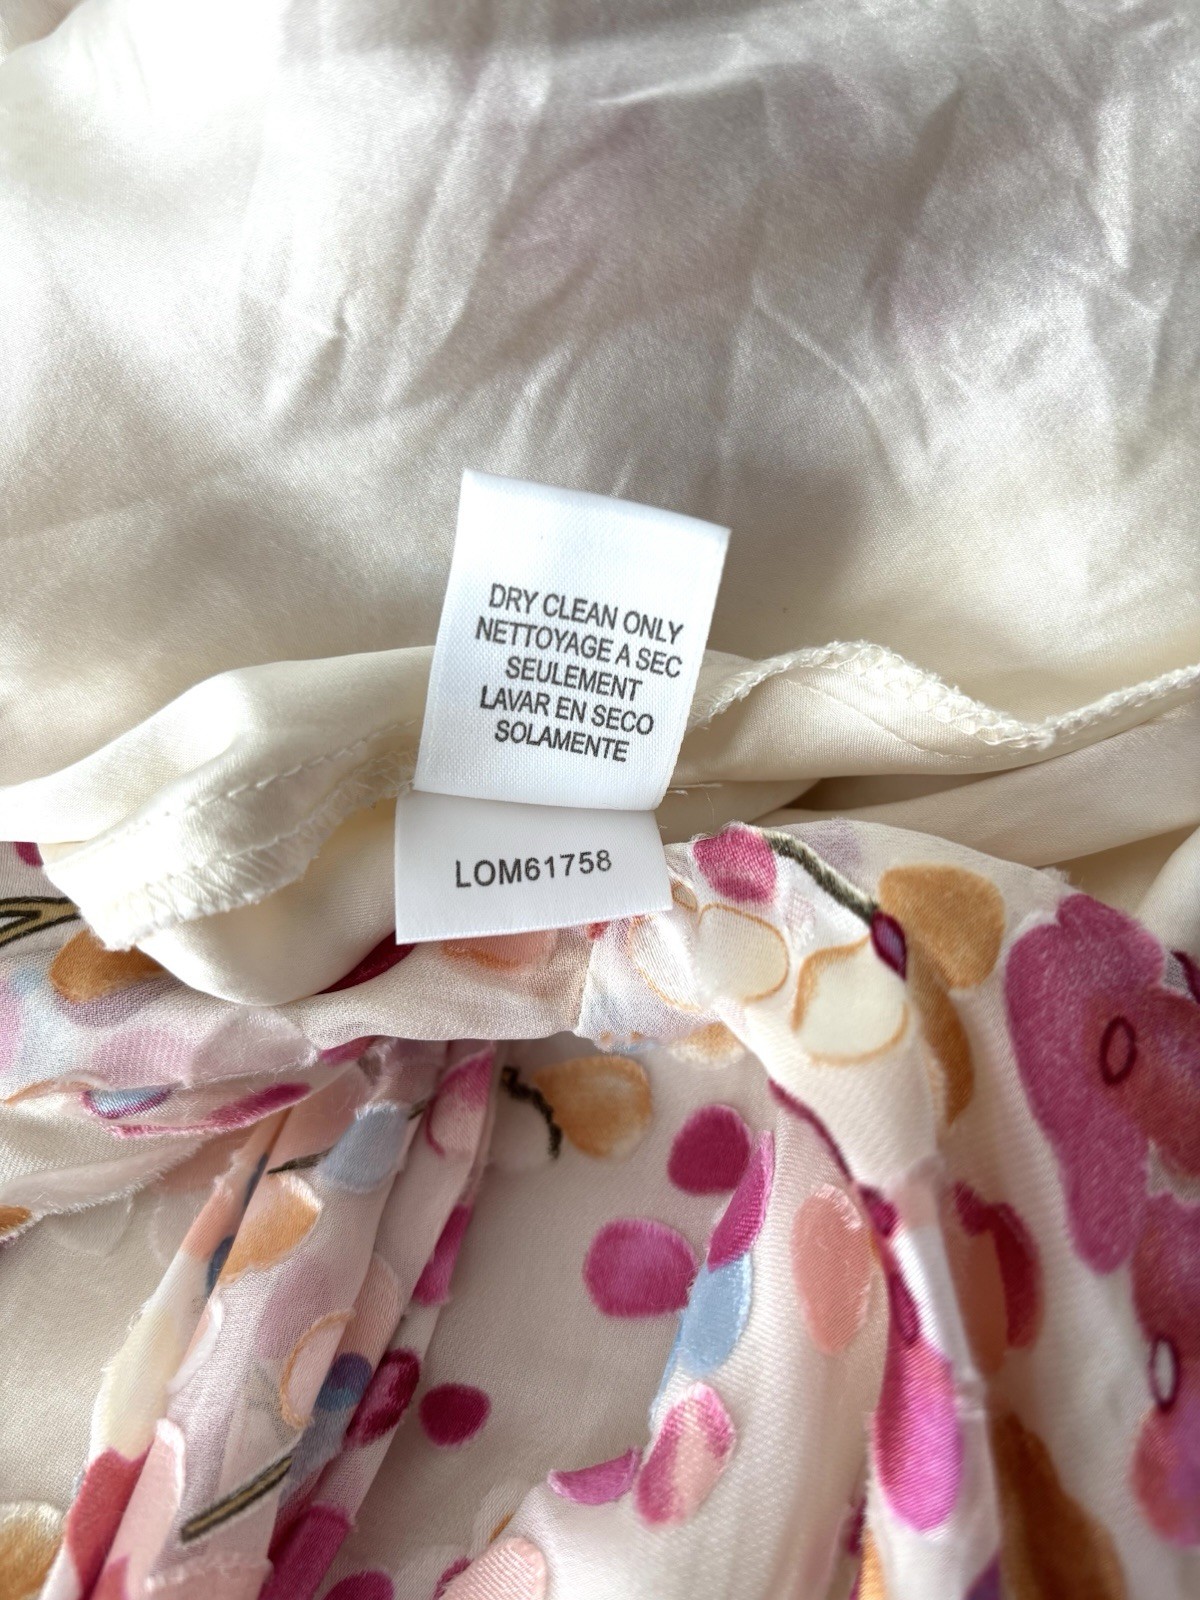 DRY CLEAN ONLY
NETTOYAGE A SEC
SEULEMENT
LAVAR EN SECO
SOLAMENTE
LOM61758